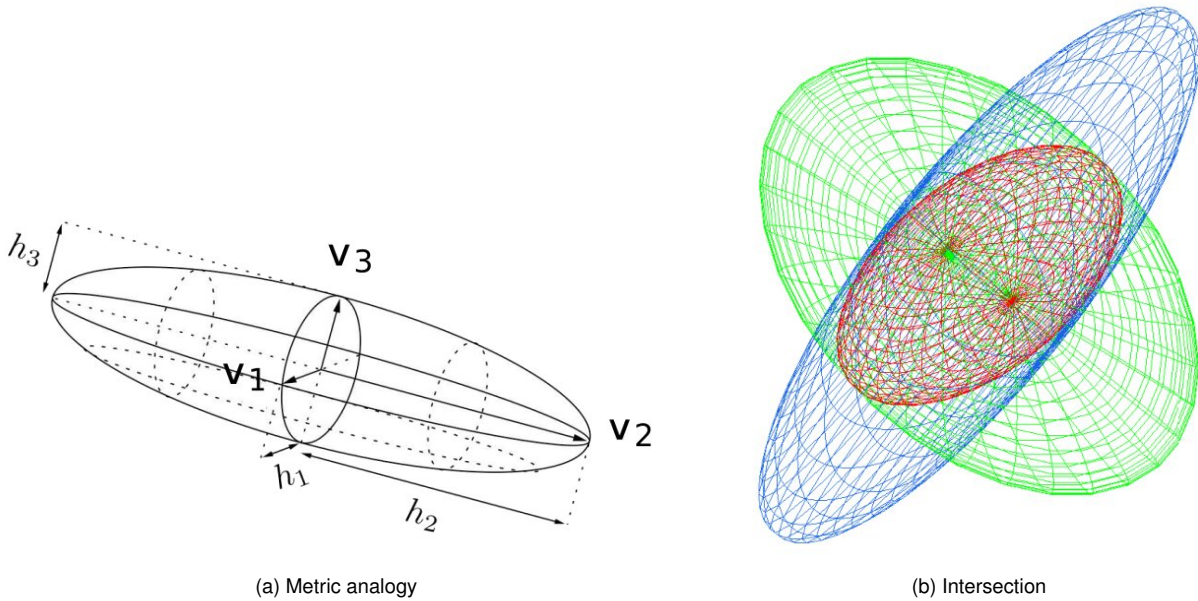 h₃
v₃
v₁
v₂
h₁
h₂
(a) Metric analogy
(b) Intersection